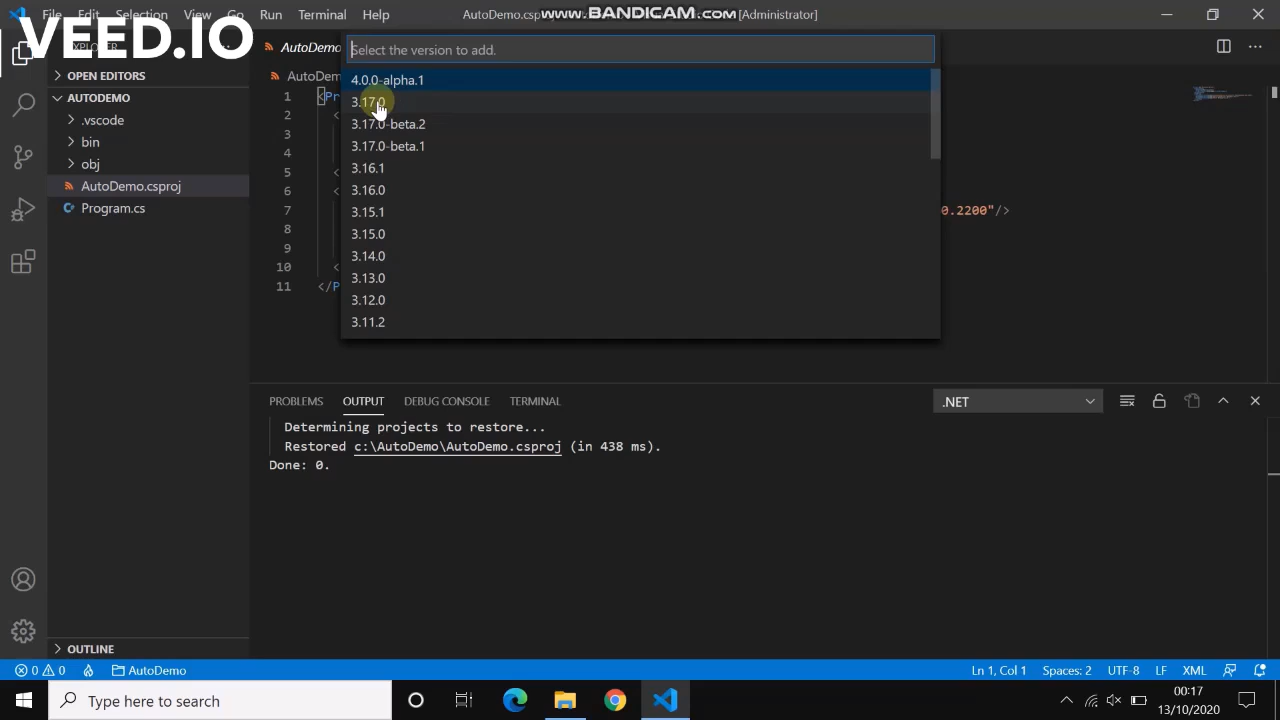 File Edit Selection View Go Run Terminal Help
AutoDemo.csproj
www.BANDICAM.com
[Administrator]
VEED.IO
OPEN EDITORS
AUTODEMO
.vscode
bin
obj
AutoDemo.csproj
Program.cs
OUTLINE
AutoDemo
AutoDem
Select the version to add.
4.0.0-alpha.1
3.17.0
3.17.0-beta.2
3.17.0-beta.1
3.16.1
3.16.0
3.15.1
3.15.0
3.14.0
3.13.0
3.12.0
3.11.2
1 <Pr
2 <
3
4
5 <
6 <
7 0.2200"/>
8
9
10 <
11 </P
PROBLEMS OUTPUT DEBUG CONSOLE TERMINAL
.NET
Determining projects to restore...
Restored c:\AutoDemo\AutoDemo.csproj (in 438 ms).
Done: 0.
0 0 AutoDemo
Ln 1, Col 1 Spaces: 2 UTF-8 LF XML
Type here to search
00:17
13/10/2020